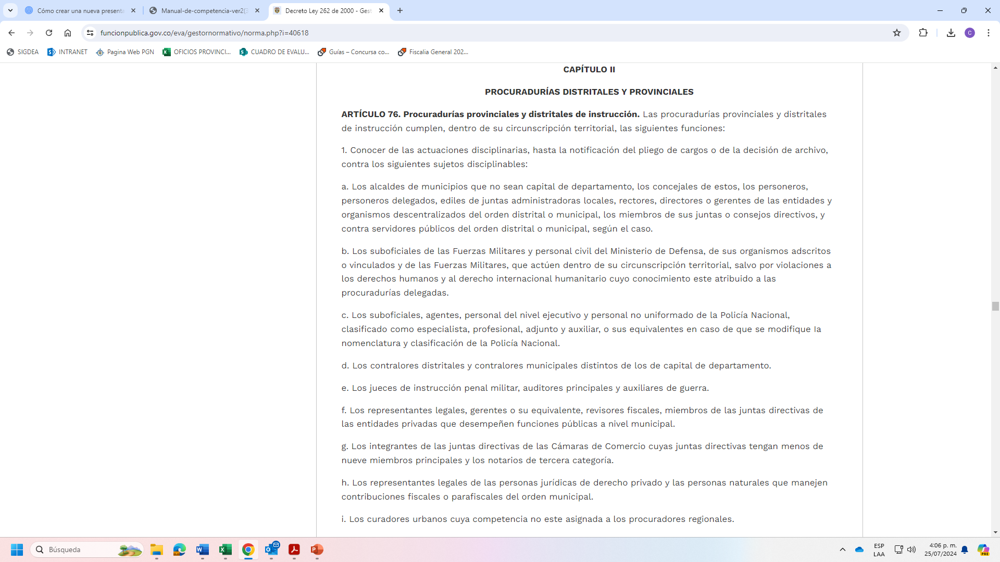 Cómo crear una nueva presenta
Manual-de-competencia-ver2(3
Decreto Ley 262 de 2000 - Gest
funcionpublica.gov.co/eva/gestornormativo/norma.php?i=40618
C
SIGDEA
INTRANET
Pagina Web PGN
OFICIOS PROVINCI...
CUADRO DE EVALU...
Guías – Concursa co...
Fiscalia General 202...
CAPÍTULO II
PROCURADURÍAS DISTRITALES Y PROVINCIALES
ARTÍCULO 76. Procuradurías provinciales y distritales de instrucción. Las procuradurías provinciales y distritales
de instrucción cumplen, dentro de su circunscripción territorial, las siguientes funciones:
1. Conocer de las actuaciones disciplinarias, hasta la notificación del pliego de cargos o de la decisión de archivo,
contra los siguientes sujetos disciplinables:
a. Los alcaldes de municipios que no sean capital de departamento, los concejales de estos, los personeros,
personeros delegados, ediles de juntas administradoras locales, rectores, directores o gerentes de las entidades y
organismos descentralizados del orden distrital o municipal, los miembros de sus juntas o consejos directivos, y
contra servidores públicos del orden distrital o municipal, según el caso.
b. Los suboficiales de las Fuerzas Militares y personal civil del Ministerio de Defensa, de sus organismos adscritos
o vinculados y de las Fuerzas Militares, que actúen dentro de su circunscripción territorial, salvo por violaciones a
los derechos humanos y al derecho internacional humanitario cuyo conocimiento este atribuido a las
procuradurías delegadas.
c. Los suboficiales, agentes, personal del nivel ejecutivo y personal no uniformado de la Policía Nacional,
clasificado como especialista, profesional, adjunto y auxiliar, o sus equivalentes en caso de que se modifique Ia
nomenclatura y clasificación de la Policía Nacional.
d. Los contralores distritales y contralores municipales distintos de los de capital de departamento.
e. Los jueces de instrucción penal militar, auditores principales y auxiliares de guerra.
f. Los representantes legales, gerentes o su equivalente, revisores fiscales, miembros de las juntas directivas de
las entidades privadas que desempeñen funciones públicas a nivel municipal.
g. Los integrantes de las juntas directivas de las Cámaras de Comercio cuyas juntas directivas tengan menos de
nueve miembros principales y los notarios de tercera categoría.
h. Los representantes legales de las personas jurídicas de derecho privado y las personas naturales que manejen
contribuciones fiscales o parafiscales del orden municipal.
i. Los curadores urbanos cuya competencia no este asignada a los procuradores regionales.
Búsqueda
ESP
LAA
4:06 p. m.
25/07/2024
PRE